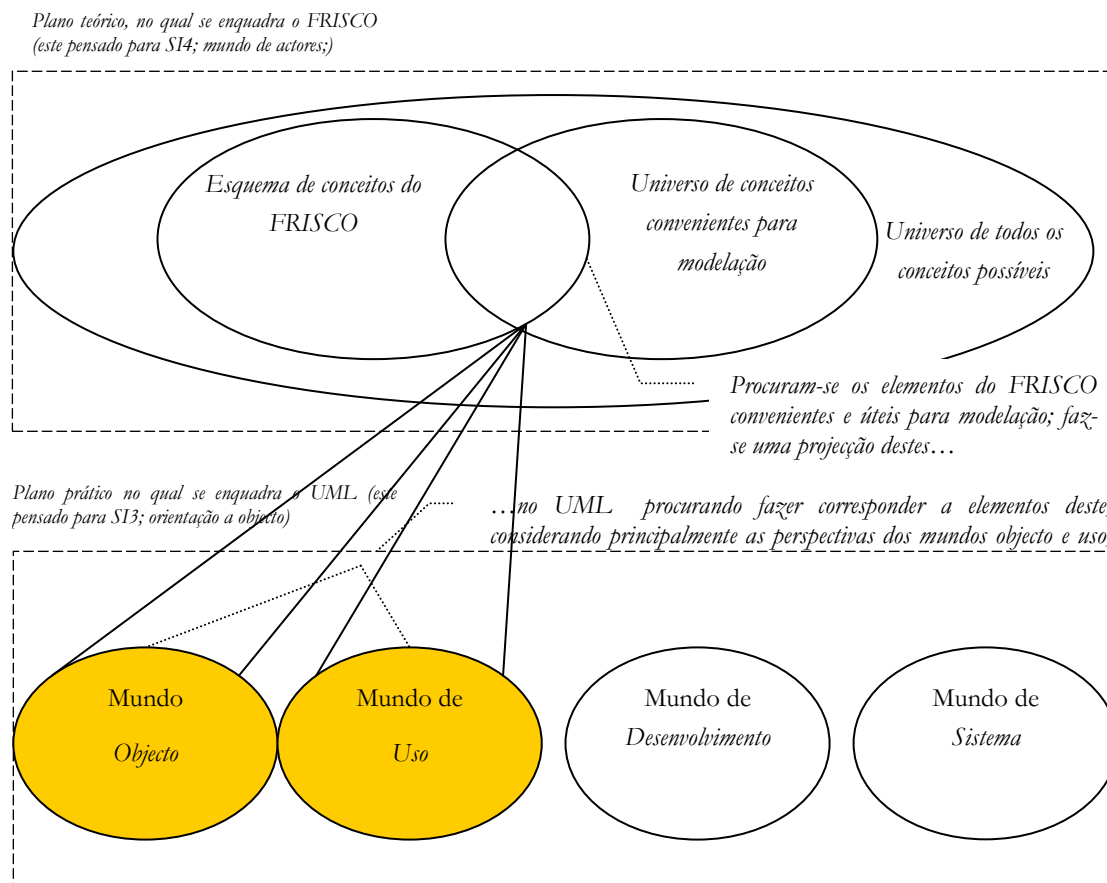 Plano teórico, no qual se enquadra o FRISCO
(este pensado para SI4; mundo de actores;)
Esquema de conceitos do
FRISCO
Universo de conceitos
convenientes para
modelação
Universo de todos os
conceitos possíveis
Procuram-se os elementos do FRISCO
convenientes e úteis para modelação; faz-
se uma projecção destes…
Plano prático no qual se enquadra o UML (este
pensado para SI3; orientação a objecto)
…no UML procurando fazer corresponder a elementos deste,
considerando principalmente as perspectivas dos mundos objecto e uso
Mundo
Objecto
Mundo de
Uso
Mundo de
Desenvolvimento
Mundo de
Sistema